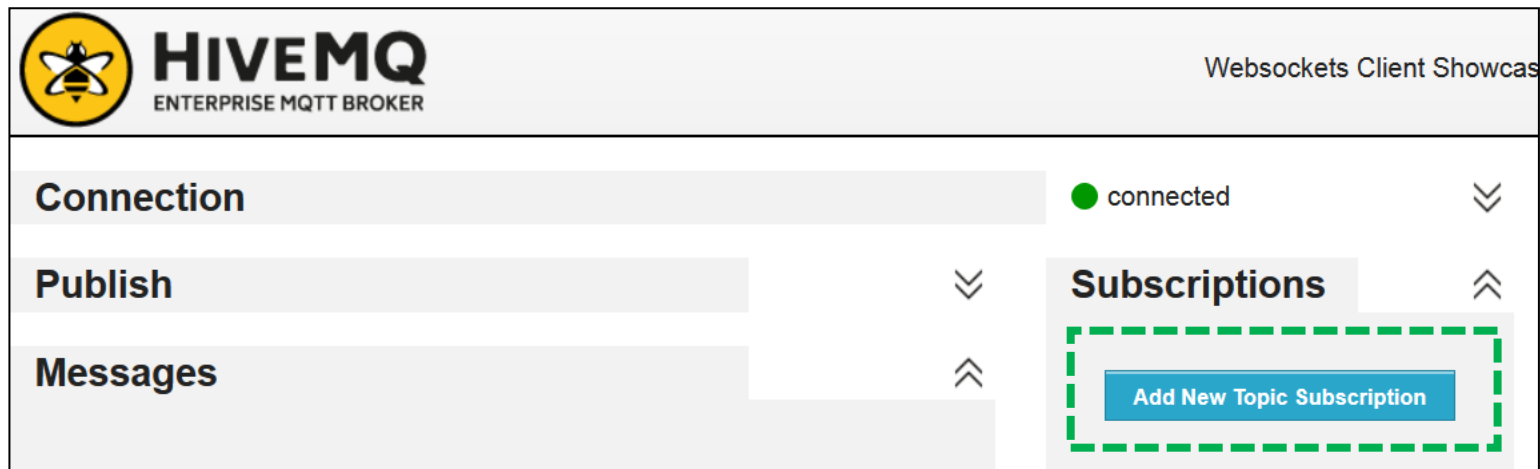 HIVEMQ
ENTERPRISE MQTT BROKER
Websockets Client Showcas
Connection
connected
Publish
Subscriptions
Messages
Add New Topic Subscription